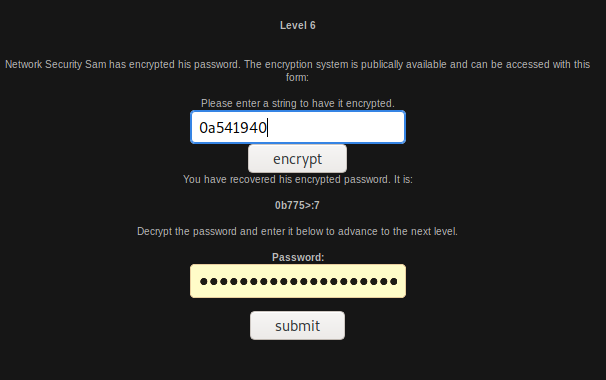 Level 6
Network Security Sam has encrypted his password. The encryption system is publically available and can be accessed with this
form:
Please enter a string to have it encrypted.
0a541940
encrypt
You have recovered his encrypted password. It is:
0b775>:7
Decrypt the password and enter it below to advance to the next level.
Password:
●●●●●●●●●●●●●●●●●●●●
submit